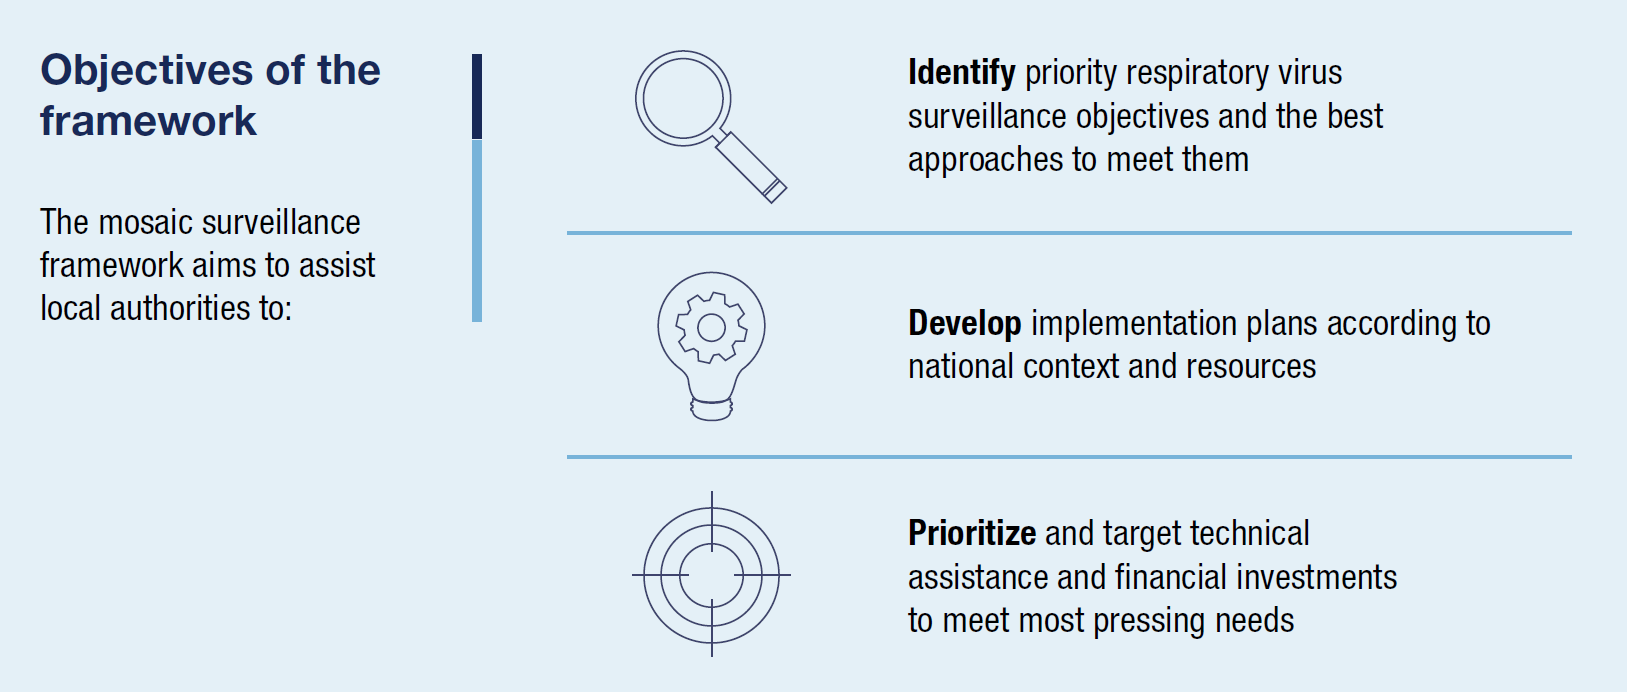 Objectives of the
framework
The mosaic surveillance
framework aims to assist
local authorities to:
Identify priority respiratory virus
surveillance objectives and the best
approaches to meet them
Develop implementation plans according to
national context and resources
Prioritize and target technical
assistance and financial investments
to meet most pressing needs